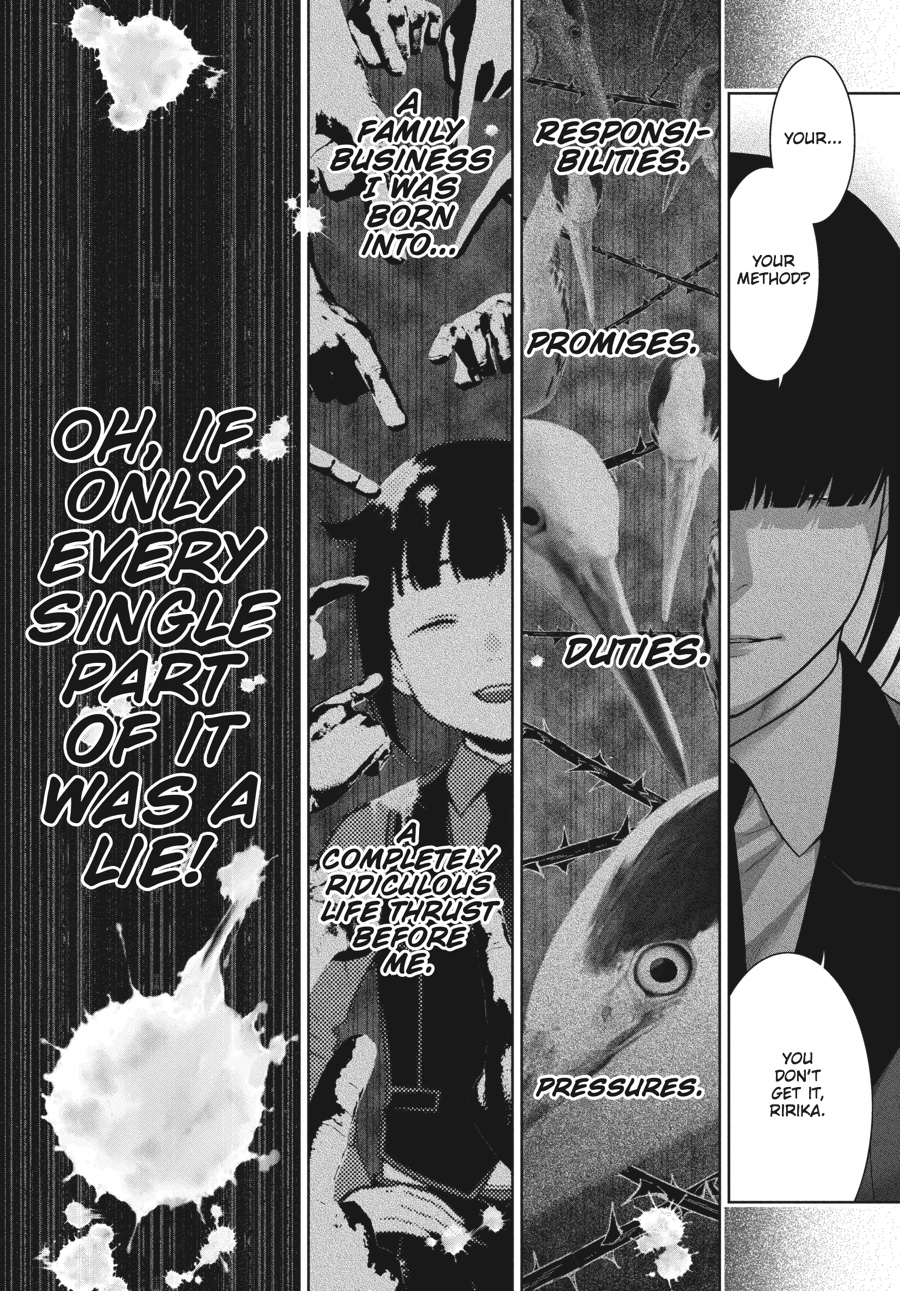 YOUR...
YOUR
METHOD?
YOU
DON'T
GET IT,
RIRIKA.
RESPONSI-
BILITIES.
PROMISES.
DUTIES.
PRESSURES.
A
FAMILY
BUSINESS
I WAS
BORN
INTO...
A
COMPLETELY
RIDICULOUS
LIFE THRUST
BEFORE
ME.
OH, IF
ONLY
EVERY
SINGLE
PART
OF IT
WAS A
LIE!